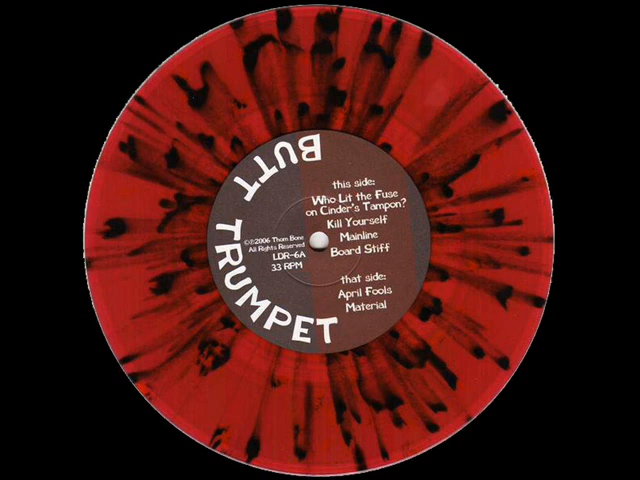 BUTT TRUMPET
this side:
Who Lit the Fuse
on Cinder's Tampon?
Kill Yourself
Mainline
Board Stiff
©℗2006 Thom Bone
All Rights Reserved
LDR-6A
33 RPM
that side:
April Fools
Material